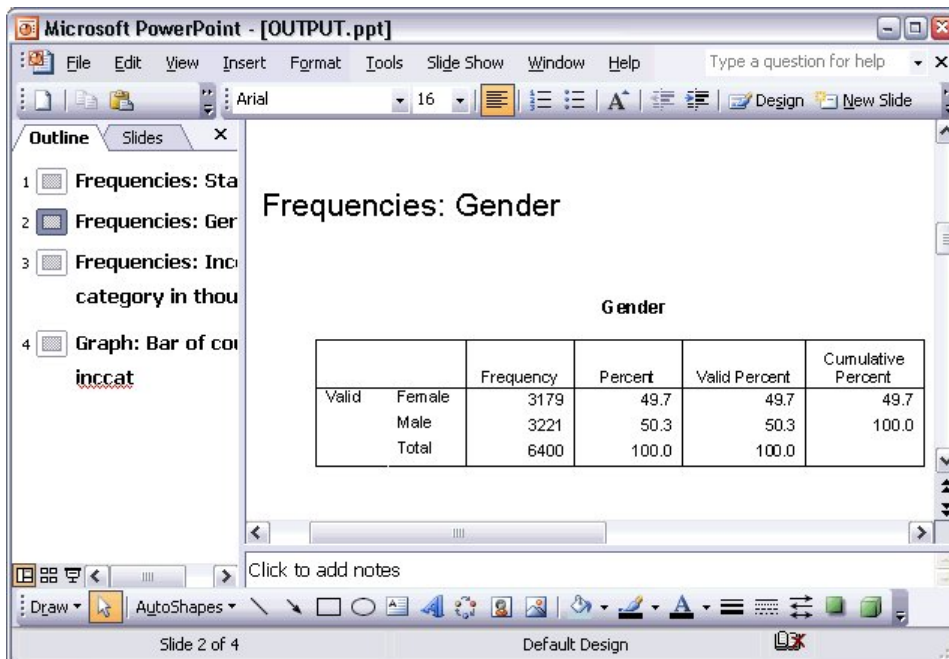 Microsoft PowerPoint - [OUTPUT.ppt]
File Edit View Insert Format Tools Slide Show Window Help Type a question for help
Arial 16 Design New Slide
Outline Slides
1 Frequencies: Sta
2 Frequencies: Ger
3 Frequencies: Inc
category in thou
4 Graph: Bar of cou
inccat
Frequencies: Gender
Gender
Frequency Percent Valid Percent Cumulative Percent
Valid Female 3179 49.7 49.7 49.7
Male 3221 50.3 50.3 100.0
Total 6400 100.0 100.0
Click to add notes
Draw AutoShapes
Slide 2 of 4 Default Design